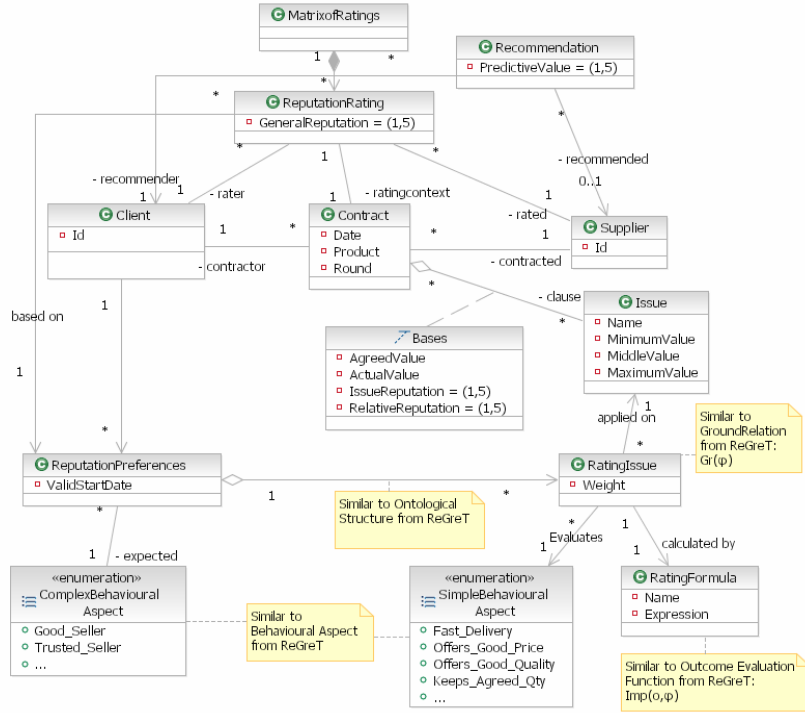 MatrixofRatings
Recommendation
PredictiveValue = (1,5)
1
*
*
*
*
ReputationRating
GeneralReputation = (1,5)
*
1
*
- recommended
0..1
- recommender
1
1
- rater
1
- ratingcontext
1
- rated
Client
Id
Contract
Date
Product
Round
Supplier
Id
1
*
*
1
- contractor
- contracted
*
- clause
*
1
based on
1
*
Issue
Name
MinimumValue
MiddleValue
MaximumValue
Bases
AgreedValue
ActualValue
IssueReputation = (1,5)
RelativeReputation = (1,5)
1
applied on
*
Similar to
GroundRelation
from ReGreT:
Gr(φ)
ReputationPreferences
ValidStartDate
1
*
RatingIssue
Weight
Similar to Ontological
Structure from ReGreT
*
1
- expected
*
Evaluates
1
1
calculated by
1
«enumeration»
ComplexBehavioural
Aspect
Good_Seller
Trusted_Seller
...
Similar to
Behavioural Aspect
from ReGreT
«enumeration»
SimpleBehavioural
Aspect
Fast_Delivery
Offers_Good_Price
Offers_Good_Quality
Keeps_Agreed_Qty
...
RatingFormula
Name
Expression
Similar to Outcome Evaluation
Function from ReGreT:
Imp(o,φ)